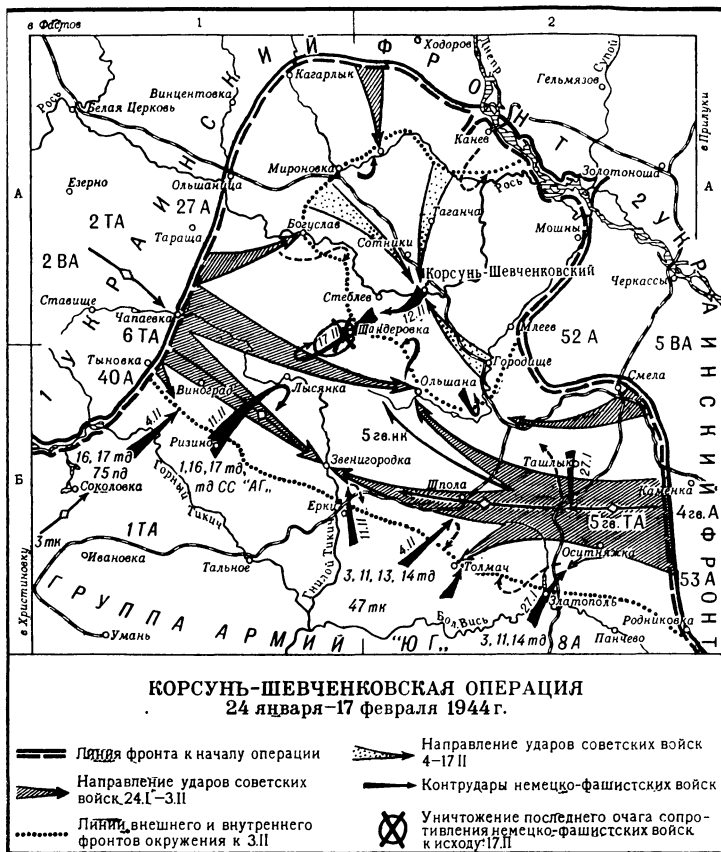 в Фастов
1
2
1 УКРАИНСКИЙ ФРОНТ
Ходоров
Днепр
Супой
Гельмязов
в Прилуки
Кагарлык
Винцентовка
Рось
Белая Церковь
Канев
Мироновка
Ольшаница
Рось
Золотоноша
А
А
Езерно
27 А
2 ТА
Тараща
Богуслав
Таганча
Мошны
2 УКРАИНСКИЙ ФРОНТ
Сотники
2 ВА
Корсунь-Шевченковский
Черкассы
Стеблев
Ставище
Чапаевка
12.II
17 II
Шандеровка
6 ТА
Млеев
52 А
5 ВА
Тыновка
Городище
40 А
Лысянка
Смела
Виноград
Ольшана
4.II
11.II
Ризино
5 гв.кк
16, 17 тд
75 пд
Звенигородка
27.I
Ташлык
1,16,17 тд,
тд СС "АГ„
Каменка
Б
Б
Соколовка
Горный Тикич
Шпола
4 гв.А
Ерки
11 II
5 гв. ТА
3 тк
1 ТА
4.II
Оситняжка
Ивановка
Тальное
Гнилой Тикич
Толмач
3, 11, 13, 14 тд
53 А
27.I
47 тк
Златополь
в Христиновку
Родниковка
ГРУППА АРМИЙ "ЮГ„
Бол. Вись
Умань
3, 11, 14 тд
8 А
Панчево
КОРСУНЬ-ШЕВЧЕНКОВСКАЯ ОПЕРАЦИЯ
24 января–17 февраля 1944 г.
Линия фронта к началу операции
Направление ударов советских войск 24.I–3.II
Линии внешнего и внутреннего фронтов окружения к 3.II
Направление ударов советских войск 4–17 II
Контрудары немецко-фашистских войск
Уничтожение последнего очага сопро-
тивления немецко-фашистских войск
к исходу 17.II